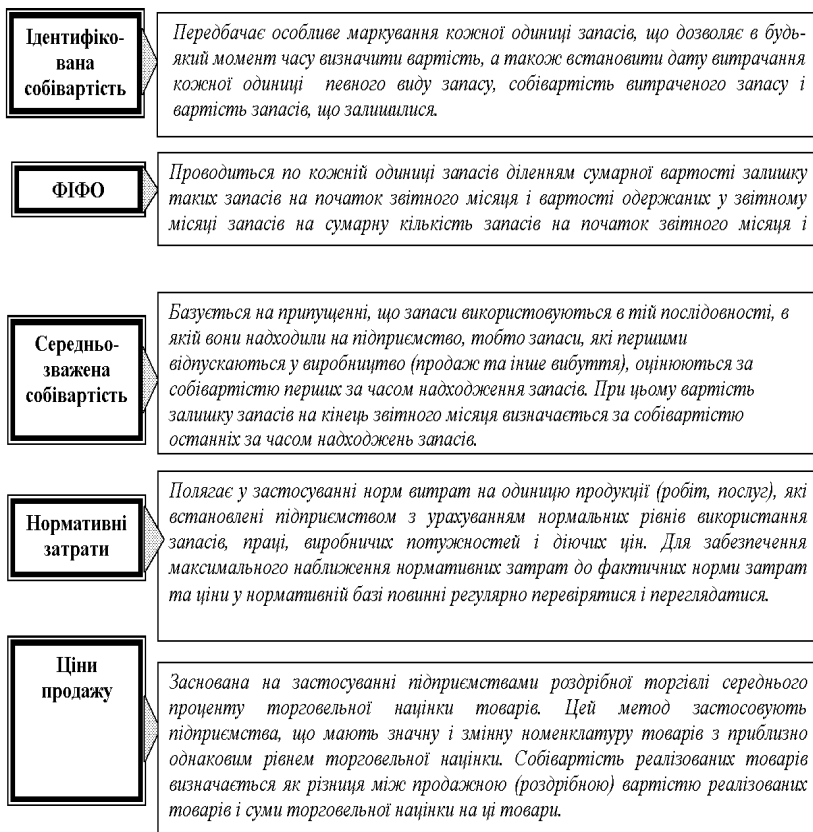 Ідентифіко-
вана
собівартість
Передбачає особливе маркування кожної одиниці запасів, що дозволяє в будь-
який момент часу визначити вартість, а також встановити дату витрачання
кожної одиниці певного виду запасу, собівартість витраченого запасу і
вартість запасів, що залишилися.
ФІФО
Проводиться по кожній одиниці запасів діленням сумарної вартості залишку
таких запасів на початок звітного місяця і вартості одержаних у звітному
місяці запасів на сумарну кількість запасів на початок звітного місяця і
Середньо-
зважена
собівартість
Базується на припущенні, що запаси використовуються в тій послідовності, в
якій вони надходили на підприємство, тобто запаси, які першими
відпускаються у виробництво (продаж та інше вибуття), оцінюються за
собівартістю перших за часом надходження запасів. При цьому вартість
залишку запасів на кінець звітного місяця визначається за собівартістю
останніх за часом надходжень запасів.
Нормативні
затрати
Полягає у застосуванні норм витрат на одиницю продукції (робіт, послуг), які
встановлені підприємством з урахуванням нормальних рівнів використання
запасів, праці, виробничих потужностей і діючих цін. Для забезпечення
максимального наближення нормативних затрат до фактичних норми затрат
та ціни у нормативній базі повинні регулярно перевірятися і переглядатися.
Ціни
продажу
Заснована на застосуванні підприємствами роздрібної торгівлі середнього
проценту торговельної націнки товарів. Цей метод застосовують
підприємства, що мають значну і змінну номенклатуру товарів з приблизно
однаковим рівнем торговельної націнки. Собівартість реалізованих товарів
визначається як різниця між продажною (роздрібною) вартістю реалізованих
товарів і суми торговельної націнки на ці товари.